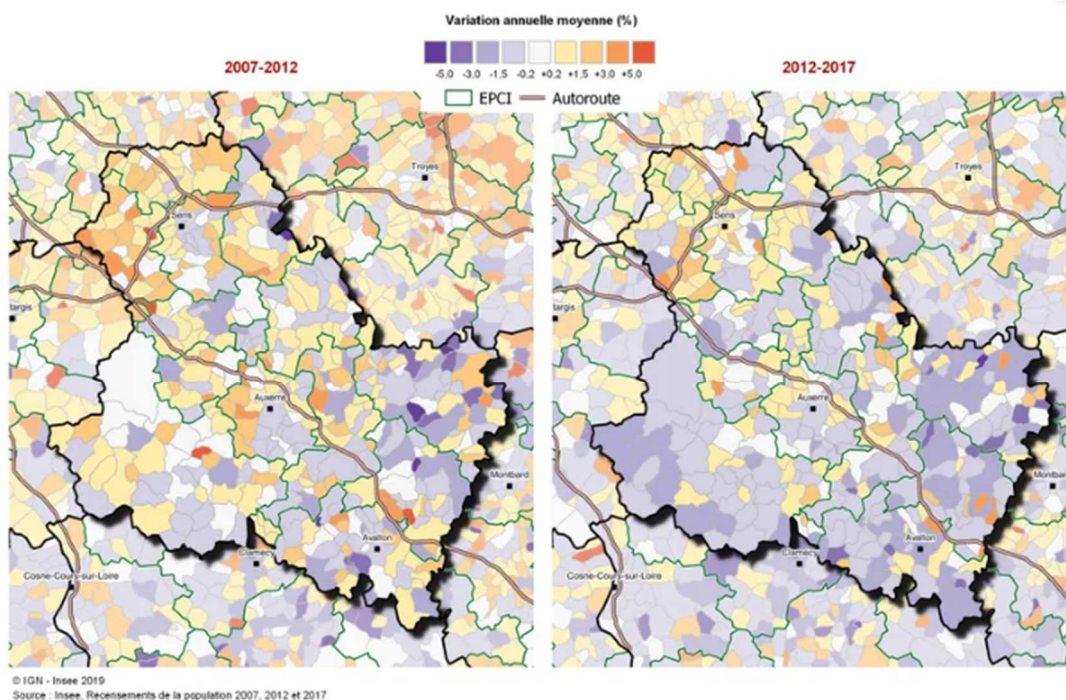 Variation annuelle moyenne (%)
2007-2012
2012-2017
-5,0 -3,0 -1,5 -0,2 +0,2 +1,5 +3,0 +5,0
EPCI
Autoroute
Troyes
Sens
targis
Auxerre
Montbard
Avallon
Clamecy
Cosne-Cours-sur-Loire
Troyes
Sens
targis
Auxerre
Montba
Avallon
Clamecy
Cosne-Cours-sur-Loire
© IGN - Insee 2019
Source : Insee, Recensements de la population 2007, 2012 et 2017